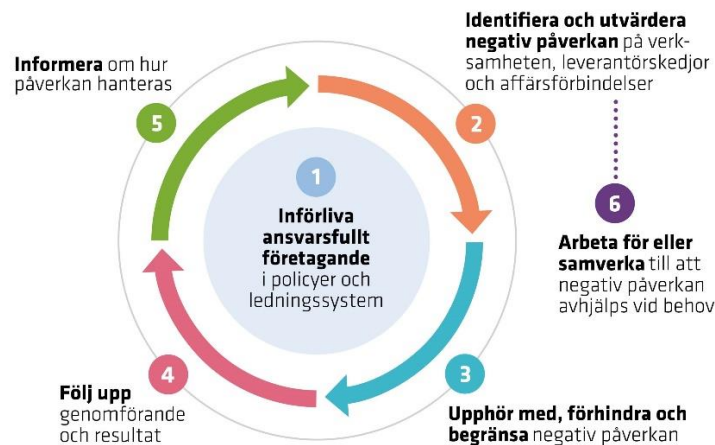 1
Införliva
ansvarsfullt
företagande
i policyer och
ledningssystem
2
Identifiera och utvärdera
negativ påverkan på verk-
samheten, leverantörskedjor
och affärsförbindelser
3
Upphör med, förhindra och
begränsa negativ påverkan
4
Följ upp
genomförande
och resultat
5
Informera om hur
påverkan hanteras
6
Arbeta för eller
samverka till att
negativ påverkan
avhjälps vid behov